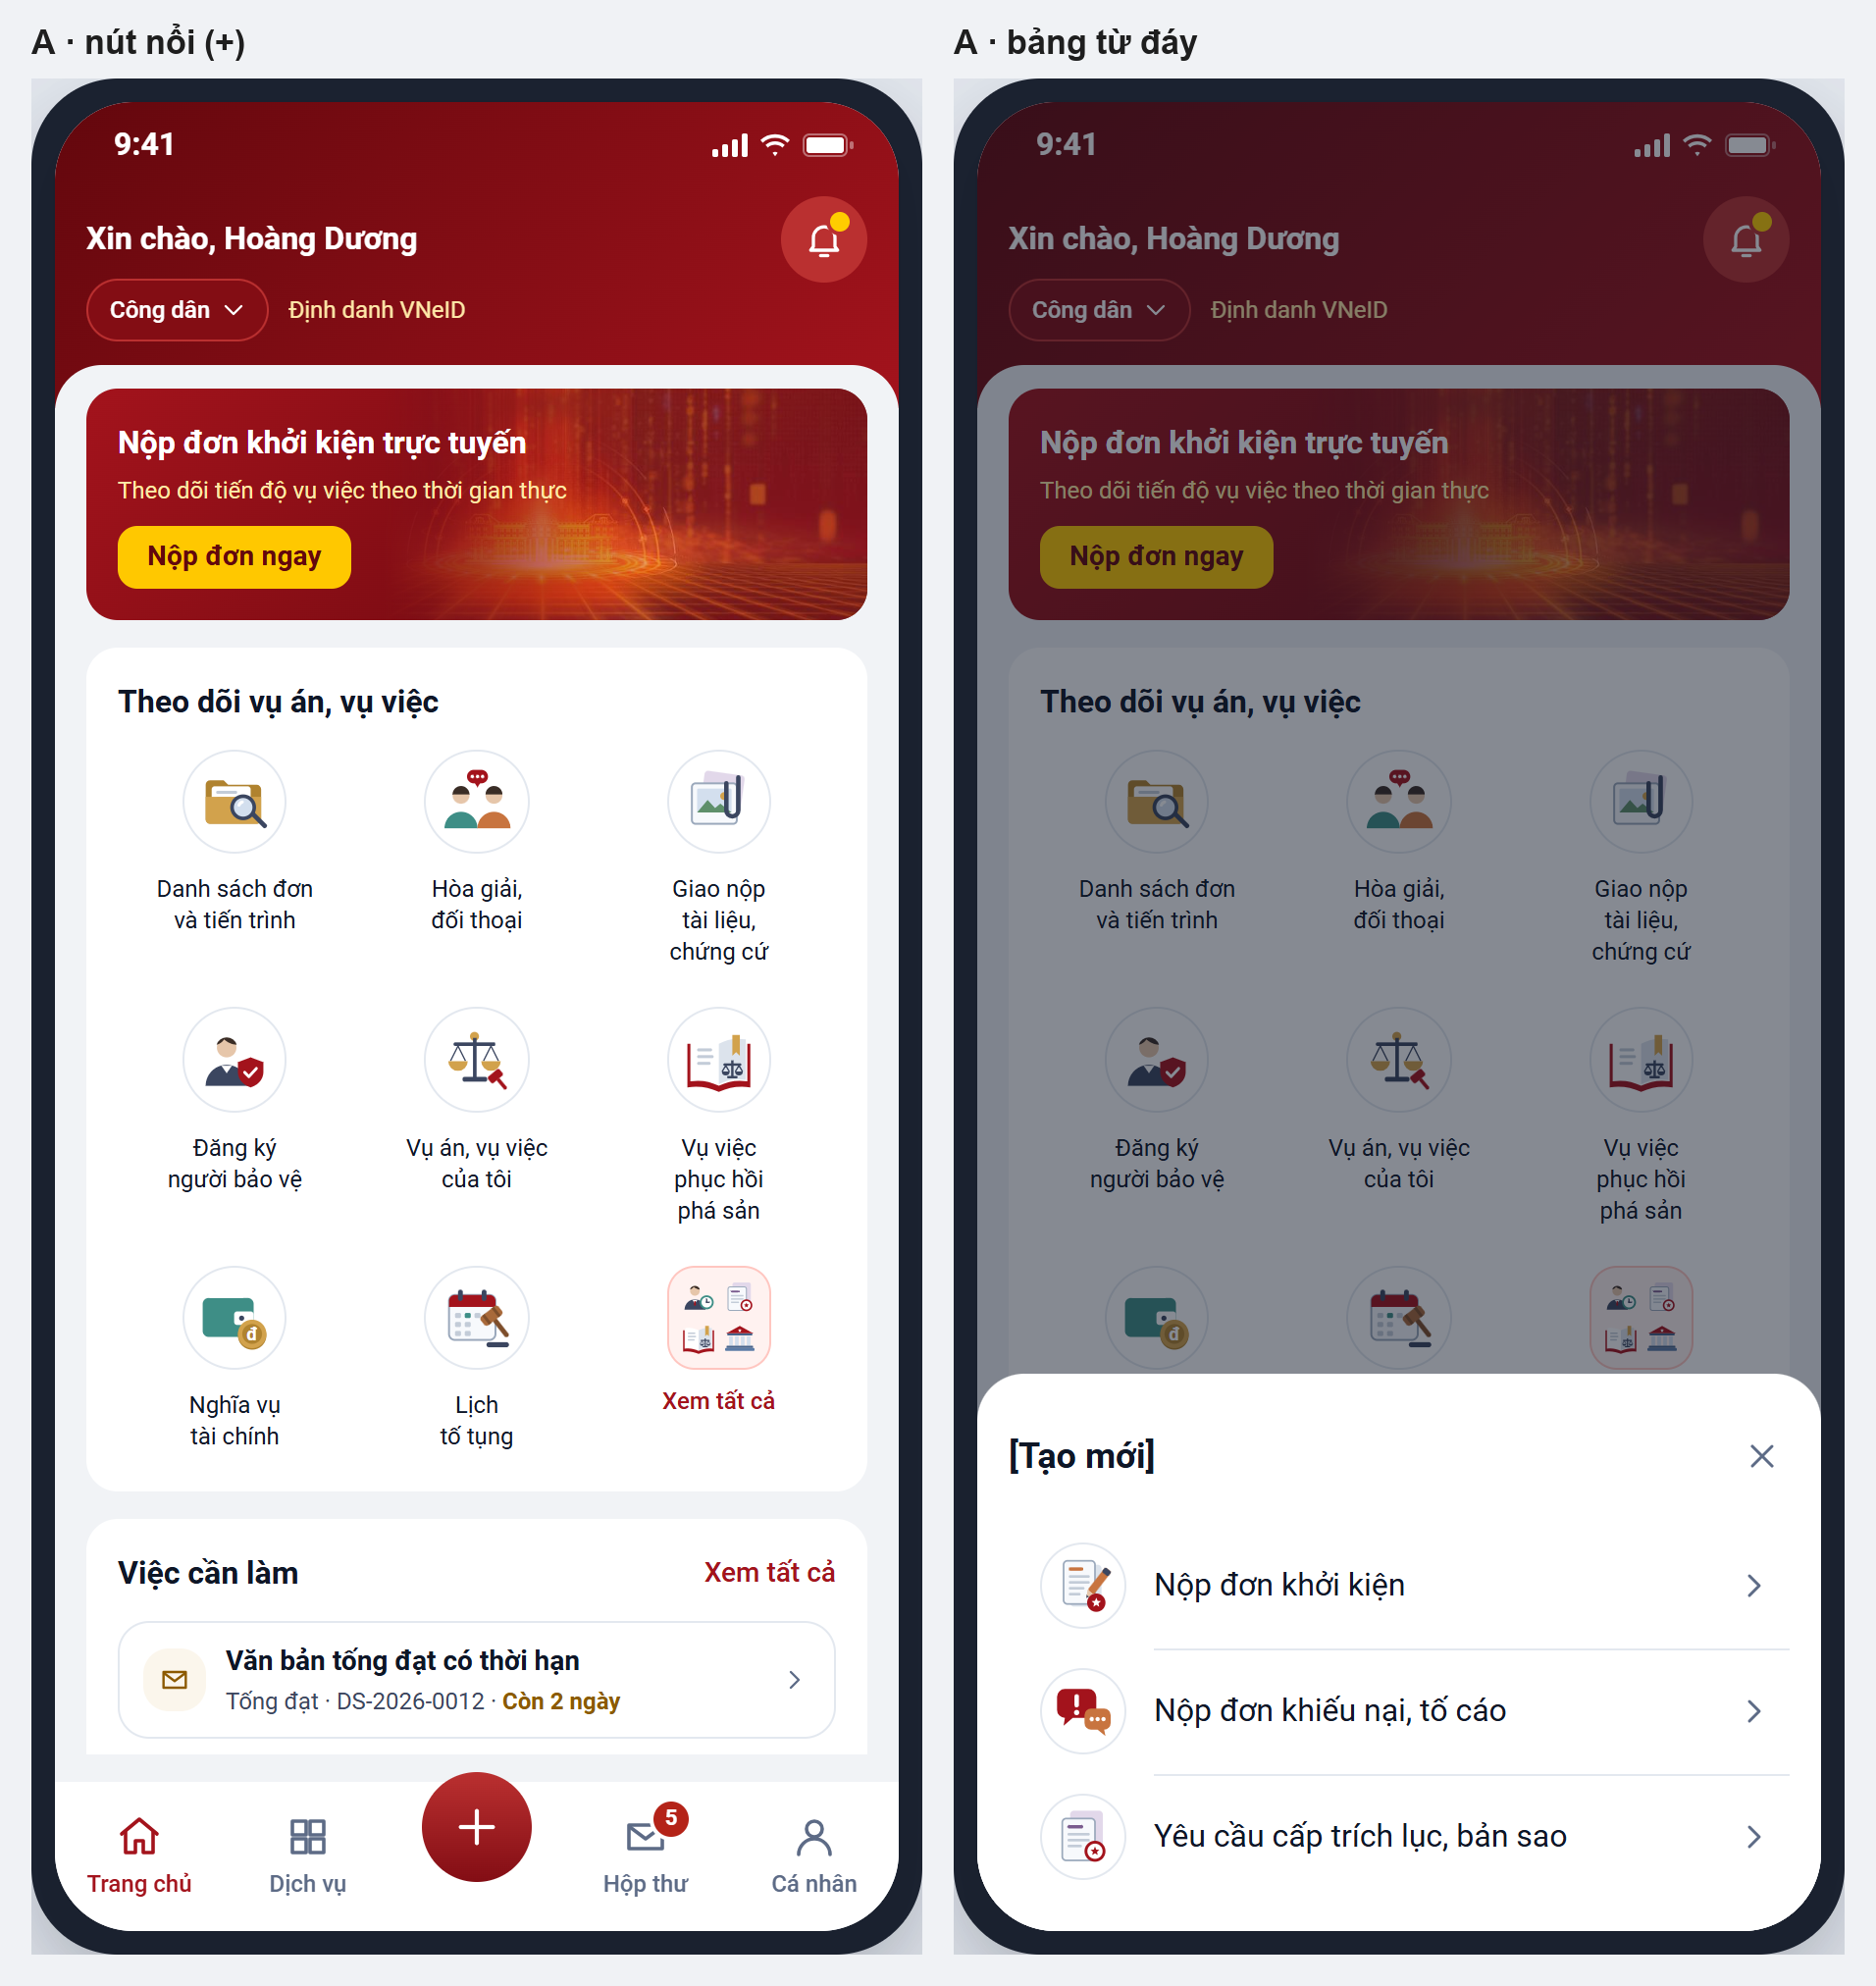 A · nút nổi (+)
9:41
Xin chào, Hoàng Dương
Công dân
Định danh VNeID
Nộp đơn khởi kiện trực tuyến
Theo dõi tiến độ vụ việc theo thời gian thực
Nộp đơn ngay
Theo dõi vụ án, vụ việc
Danh sách đơn
và tiến trình
Hòa giải,
đối thoại
Giao nộp
tài liệu,
chứng cứ
Đăng ký
người bảo vệ
Vụ án, vụ việc
của tôi
Vụ việc
phục hồi
phá sản
đ
Nghĩa vụ
tài chính
Lịch
tố tụng
Xem tất cả
Việc cần làm
Xem tất cả
Văn bản tống đạt có thời hạn
Tống đạt · DS-2026-0012 · Còn 2 ngày
Trang chủ
Dịch vụ
5
Hộp thư
Cá nhân
A · bảng từ đáy
9:41
Xin chào, Hoàng Dương
Công dân
Định danh VNeID
Nộp đơn khởi kiện trực tuyến
Theo dõi tiến độ vụ việc theo thời gian thực
Nộp đơn ngay
Theo dõi vụ án, vụ việc
Danh sách đơn
và tiến trình
Hòa giải,
đối thoại
Giao nộp
tài liệu,
chứng cứ
Đăng ký
người bảo vệ
Vụ án, vụ việc
của tôi
Vụ việc
phục hồi
phá sản
đ
[Tạo mới]
Nộp đơn khởi kiện
Nộp đơn khiếu nại, tố cáo
Yêu cầu cấp trích lục, bản sao